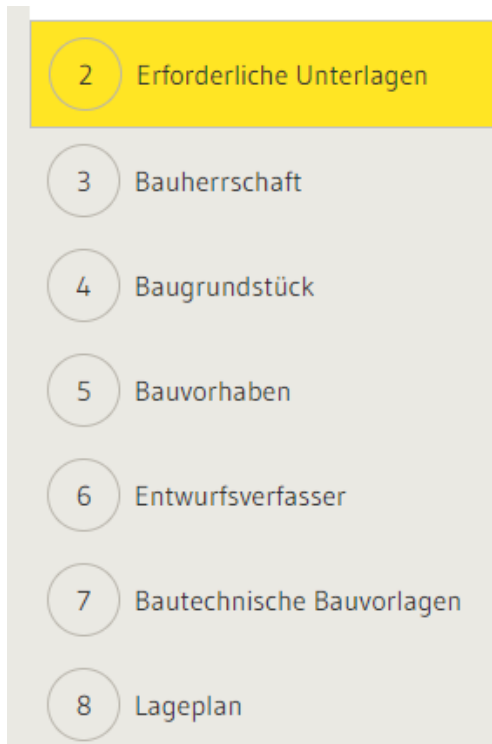 2 Erforderliche Unterlagen
3 Bauherrschaft
4 Baugrundstück
5 Bauvorhaben
6 Entwurfsverfasser
7 Bautechnische Bauvorlagen
8 Lageplan